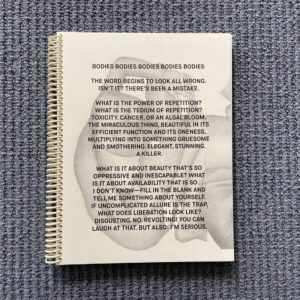 BODIES BODIES BODIES BODIES BODIES
THE WORD BEGINS TO LOOK ALL WRONG,
ISN'T IT? THERE'S BEEN A MISTAKE.
WHAT IS THE POWER OF REPETITION?
WHAT IS THE TEDIUM OF REPETITION?
TOXICITY, CANCER, OR AN ALGAL BLOOM.
THE MIRACULOUS THING, BEAUTIFUL IN ITS
EFFICIENT FUNCTION AND ITS ONENESS,
MULTIPLYING INTO SOMETHING GRUESOME
AND SMOTHERING. ELEGANT. STUNNING.
A KILLER.
WHAT IS IT ABOUT BEAUTY THAT'S SO
OPPRESSIVE AND INESCAPABLE? WHAT
IS IT ABOUT AVAILABILITY THAT IS SO . . .
I DON'T KNOW—FILL IN THE BLANK AND
TELL ME SOMETHING ABOUT YOURSELF.
IF UNCOMPLICATED ALLURE IS THE TRAP,
WHAT DOES LIBERATION LOOK LIKE?
DISGUSTING, NO. REVOLTING! YOU CAN
LAUGH AT THAT. BUT ALSO: I'M SERIOUS.